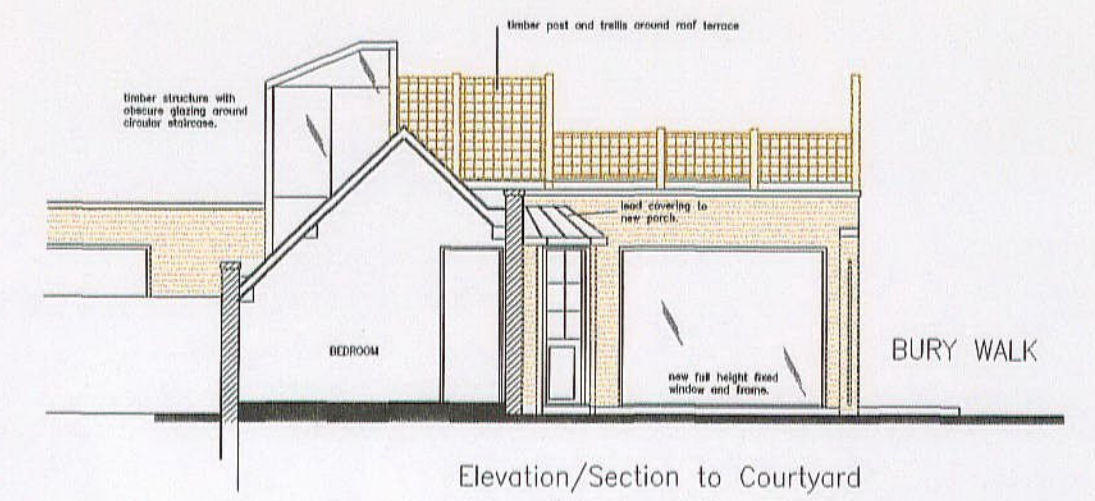 timber post and trellis around roof terrace
timber structure with
obscure glazing around
circular staircase.
lead covering to
new porch.
BEDROOM
BURY WALK
new full height fixed
window and frame.
Elevation/Section to Courtyard